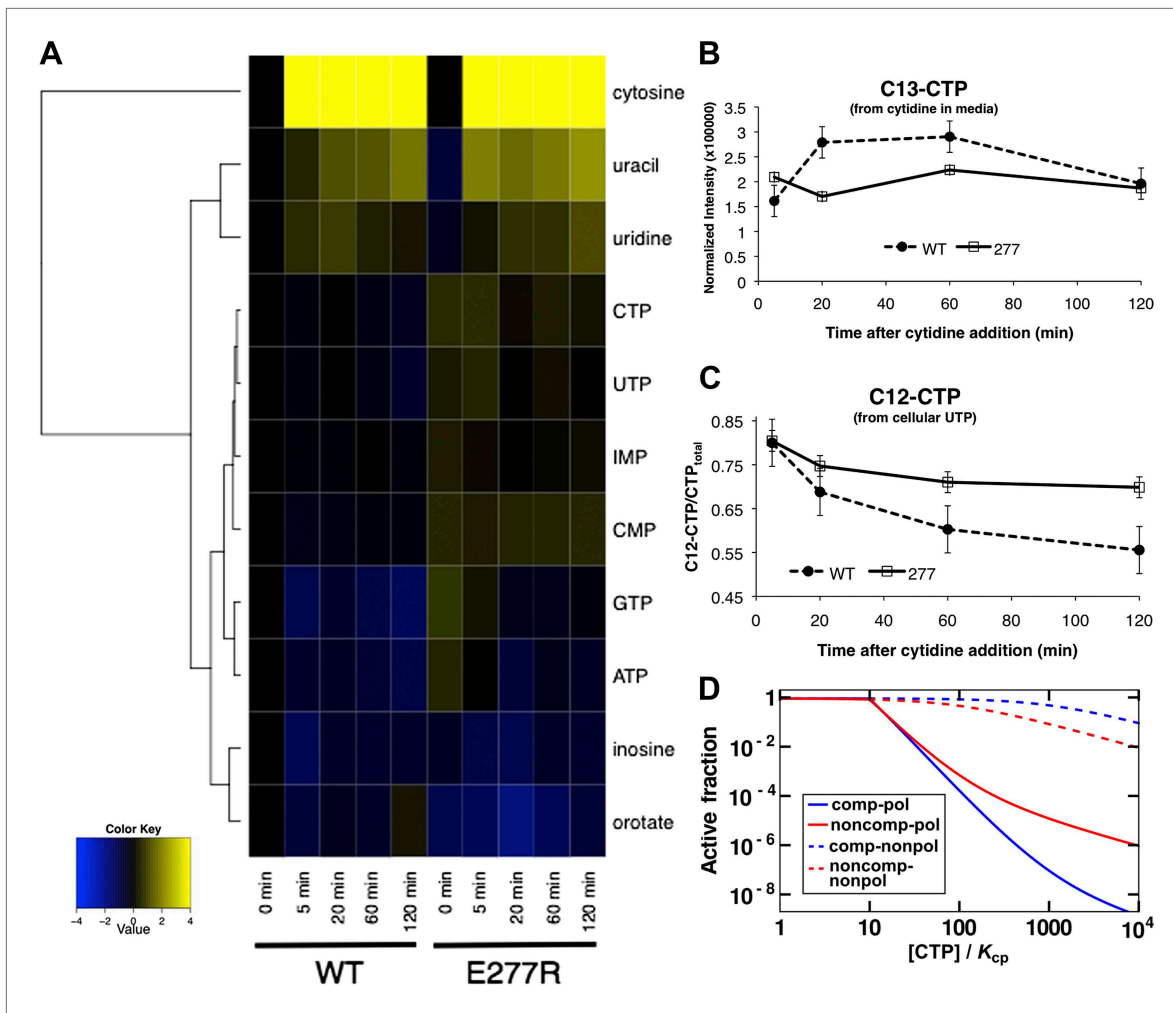 A
cytosine
uracil
uridine
CTP
UTP
IMP
CMP
GTP
ATP
inosine
orotate
Color Key
-4 -2 0 2 4
Value
0 min 5 min 20 min 60 min 120 min 0 min 5 min 20 min 60 min 120 min
WT E277R
B
C13-CTP
(from cytidine in media)
Normalized Intensity (x100000)
3.5
3
2.5
2
1.5
1
0.5
0
WT 277
0 20 40 60 80 100 120
Time after cytidine addition (min)
C
C12-CTP
(from cellular UTP)
C12-CTP/CTPtotal
0.85
0.75
0.65
0.55
0.45
WT 277
0 20 40 60 80 100 120
Time after cytidine addition (min)
D
Active fraction
1
10-2
10-4
10-6
10-8
comp-pol
noncomp-pol
comp-nonpol
noncomp-
nonpol
1 10 100 1000 104
[CTP] / Kcp